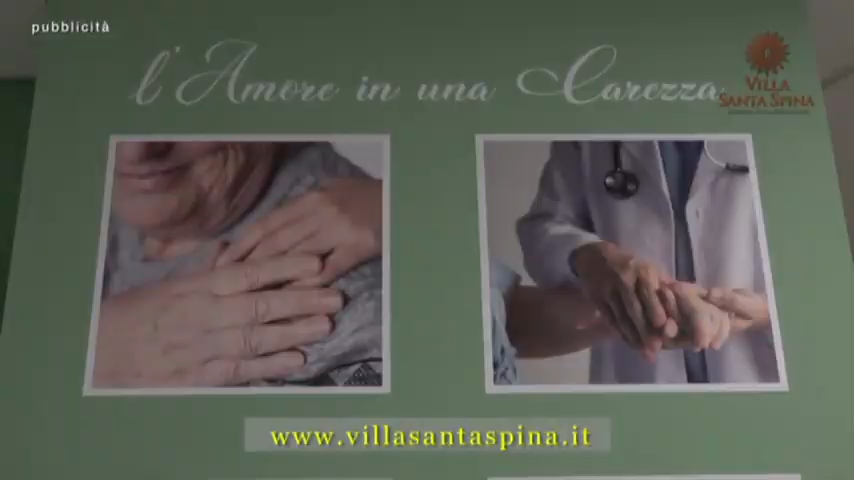 pubblicità
l'Amore in una Carezza
VILLA
SANTA SPINA
www.villasantaspina.it